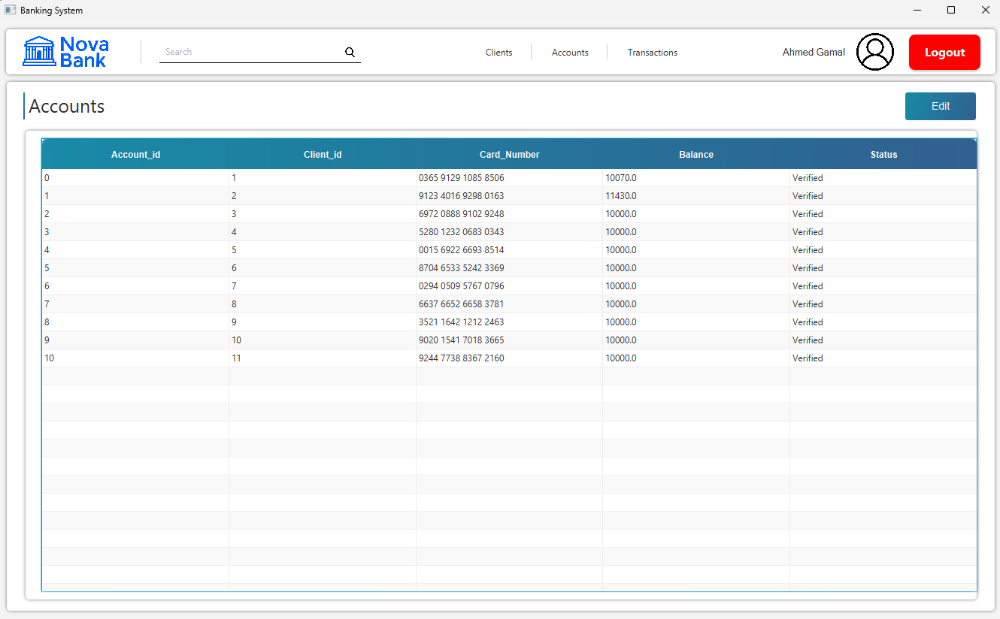 Banking System
Nova
Bank
Search
Clients Accounts Transactions
Ahmed Gamal
Logout
Accounts
Edit
Account_id Client_id Card_Number Balance Status
0 1 0365 9129 1085 8506 10070.0 Verified
1 2 9123 4016 9298 0163 11430.0 Verified
2 3 6972 0888 9102 9248 10000.0 Verified
3 4 5280 1232 0683 0343 10000.0 Verified
4 5 0015 6922 6693 8514 10000.0 Verified
5 6 8704 6533 5242 3369 10000.0 Verified
6 7 0294 0509 5767 0796 10000.0 Verified
7 8 6637 6652 6658 3781 10000.0 Verified
8 9 3521 1642 1212 2463 10000.0 Verified
9 10 9020 1541 7018 3665 10000.0 Verified
10 11 9244 7738 8367 2160 10000.0 Verified